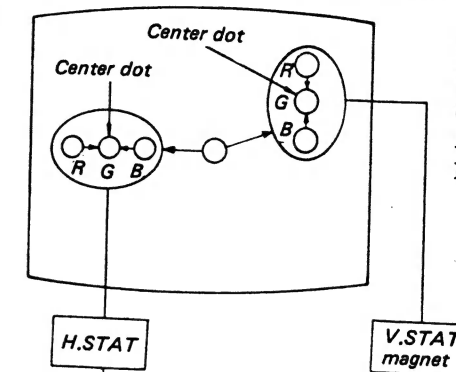 Center dot
Center dot
R
G
B
R G B
H.STAT
V.STAT
magnet